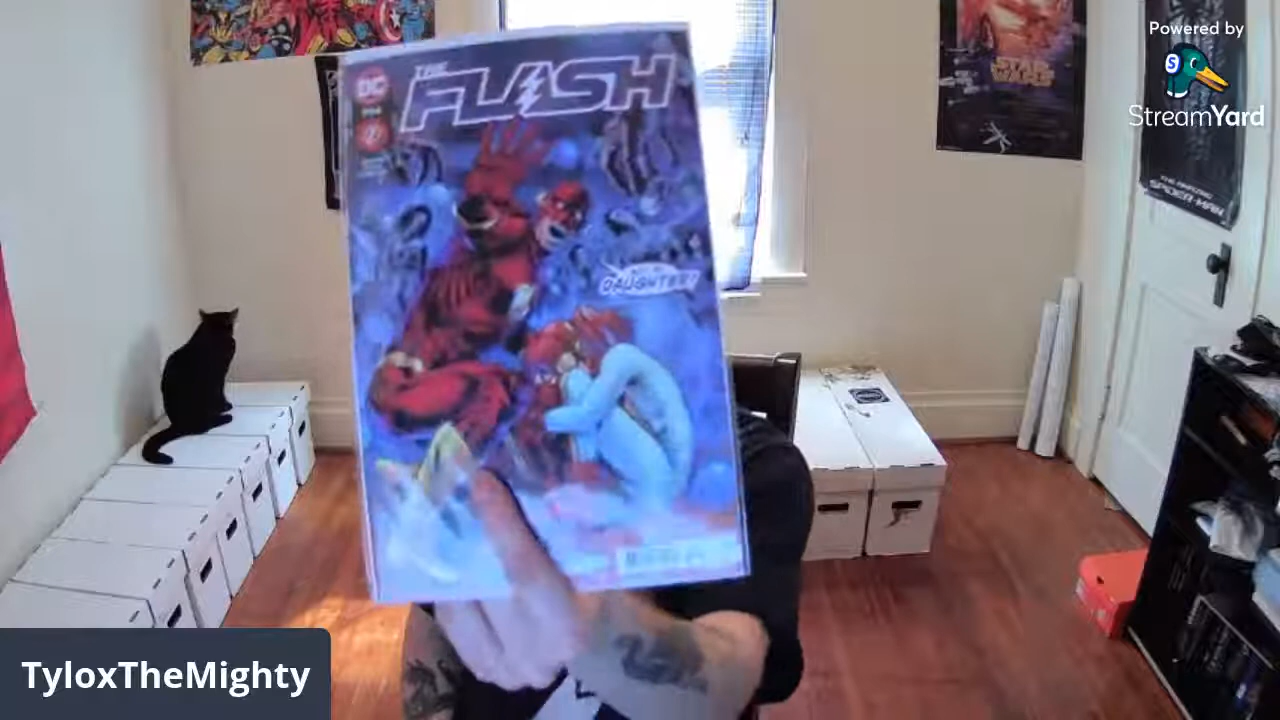 Powered by
StreamYard
DC
THE
FLASH
DAUGHTER!
STAR
WARS
SPIDER-MAN
TyloxTheMighty